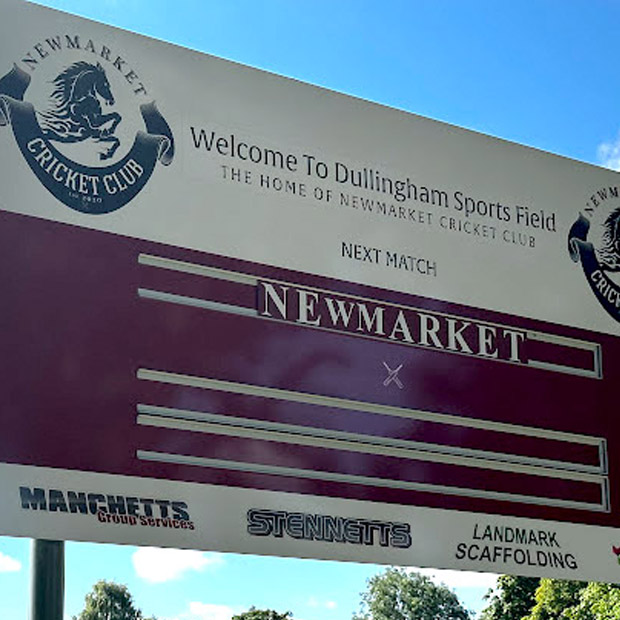 NEWMARKET
CRICKET CLUB
Welcome To Dullingham Sports Field
THE HOME OF NEWMARKET CRICKET CLUB
NEXT MATCH
NEWMARKET
MANCHETTS
Group Services
STENNETTS
LANDMARK
SCAFFOLDING